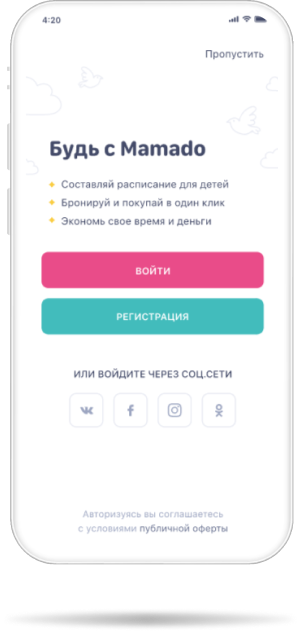 4:20
Пропустить
Будь с Mamado
Составляй расписание для детей
Бронируй и покупай в один клик
Экономь свое время и деньги
ВОЙТИ
РЕГИСТРАЦИЯ
ИЛИ ВОЙДИТЕ ЧЕРЕЗ СОЦ.СЕТИ
Авторизуясь вы соглашаетесь
с условиями публичной оферты